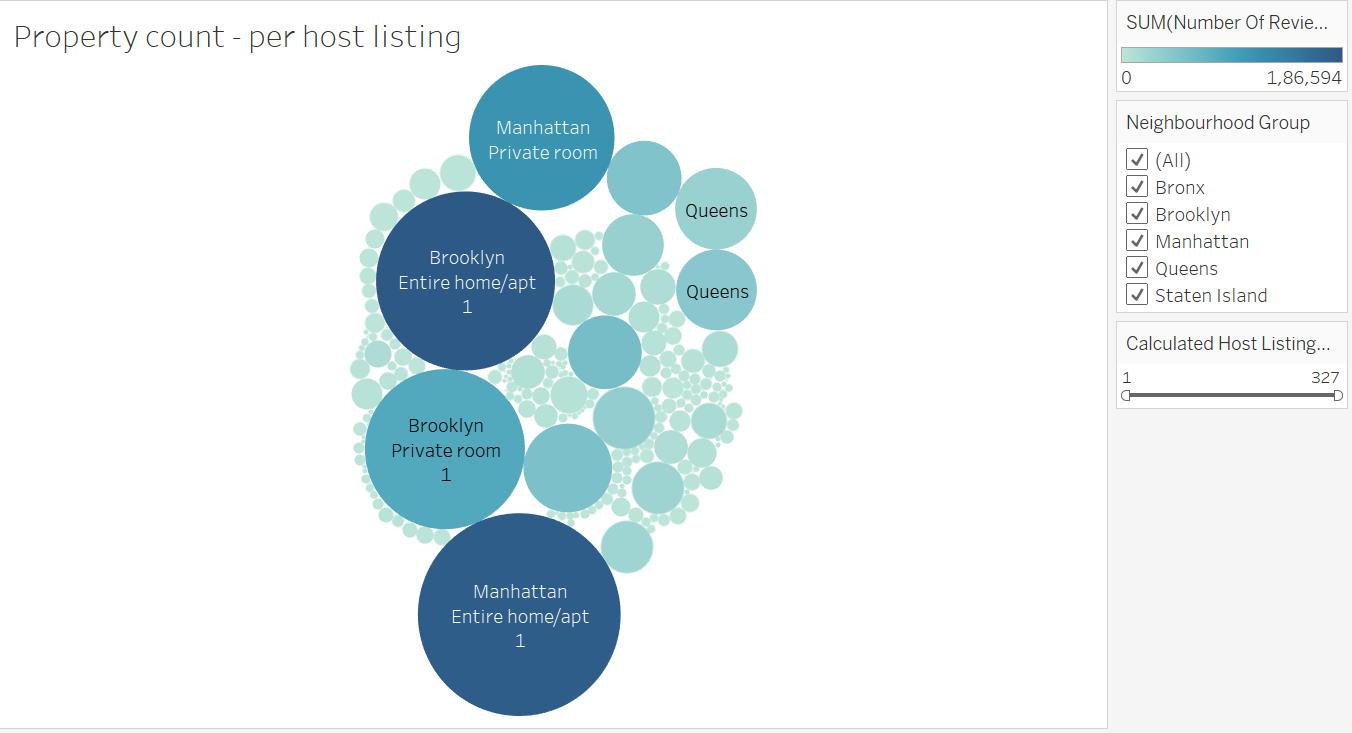 Property count - per host listing
Manhattan
Private room
Queens
Brooklyn
Entire home/apt
1
Queens
Brooklyn
Private room
1
Manhattan
Entire home/apt
1
SUM(Number Of Revie...
0 1,86,594
Neighbourhood Group
(All)
Bronx
Brooklyn
Manhattan
Queens
Staten Island
Calculated Host Listing...
1 327